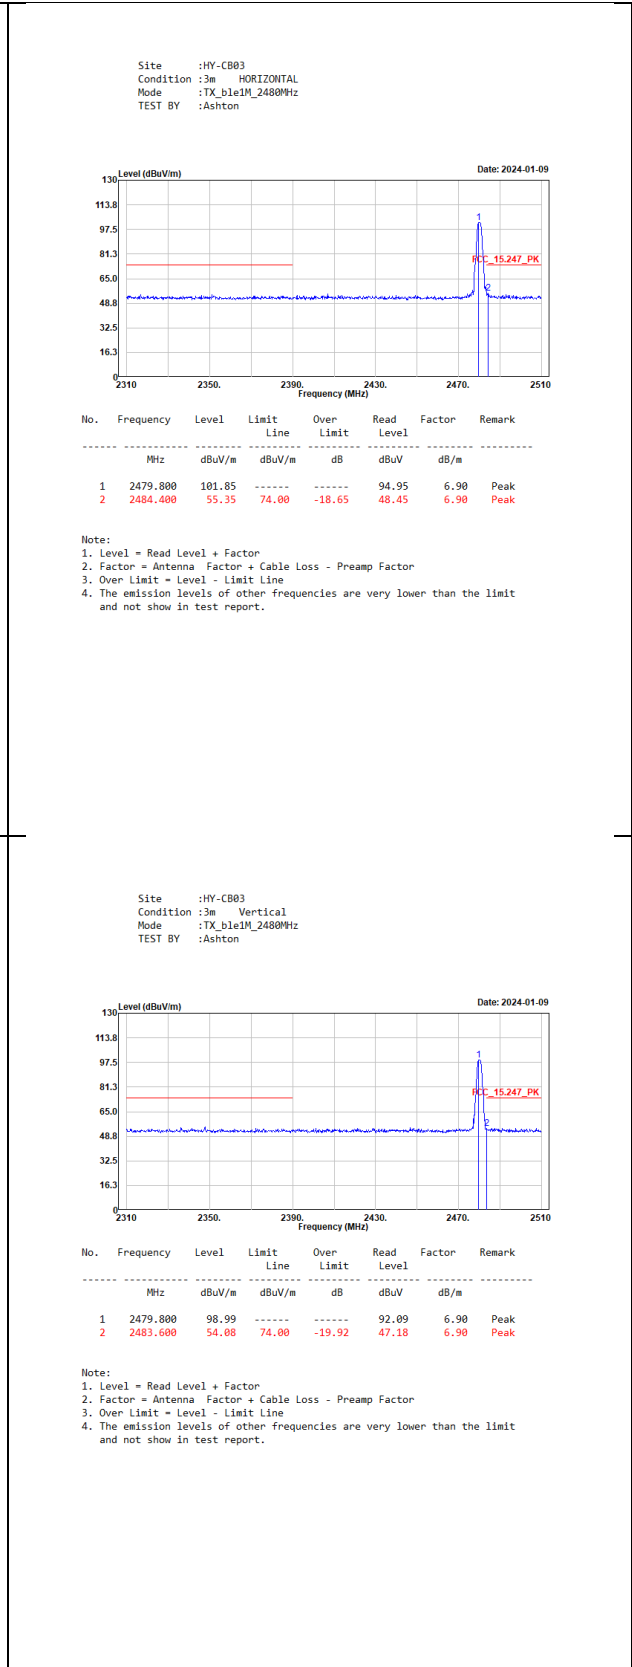 Site      :HY-CB03
Condition :3m    HORIZONTAL
Mode      :TX_ble1M_2480MHz
TEST BY   :Ashton
Level (dBuV/m) Date: 2024-01-09
130
113.8
1
97.5
81.3
FCC_15.247_PK
65.0
2
48.8
32.5
16.3
0
2310 2350. 2390. 2430. 2470. 2510
Frequency (MHz)
No. Frequency Level Limit Over Read Factor Remark
Line Limit Level
------ ----------- -------- --------- --------- -------- -------- ---------
MHz dBuV/m dBuV/m dB dBuV dB/m
1 2479.800 101.85 ------ ------ 94.95 6.90 Peak
2 2484.400 55.35 74.00 -18.65 48.45 6.90 Peak
Note:
1. Level = Read Level + Factor
2. Factor = Antenna  Factor + Cable Loss - Preamp Factor
3. Over Limit = Level - Limit Line
4. The emission levels of other frequencies are very lower than the limit
and not show in test report.
Site      :HY-CB03
Condition :3m    Vertical
Mode      :TX_ble1M_2480MHz
TEST BY   :Ashton
Level (dBuV/m) Date: 2024-01-09
130
113.8
1
97.5
81.3
FCC_15.247_PK
65.0
2
48.8
32.5
16.3
0
2310 2350. 2390. 2430. 2470. 2510
Frequency (MHz)
No. Frequency Level Limit Over Read Factor Remark
Line Limit Level
------ ----------- -------- --------- --------- -------- -------- ---------
MHz dBuV/m dBuV/m dB dBuV dB/m
1 2479.800 98.99 ------ ------ 92.09 6.90 Peak
2 2483.600 54.08 74.00 -19.92 47.18 6.90 Peak
Note:
1. Level = Read Level + Factor
2. Factor = Antenna  Factor + Cable Loss - Preamp Factor
3. Over Limit = Level - Limit Line
4. The emission levels of other frequencies are very lower than the limit
and not show in test report.